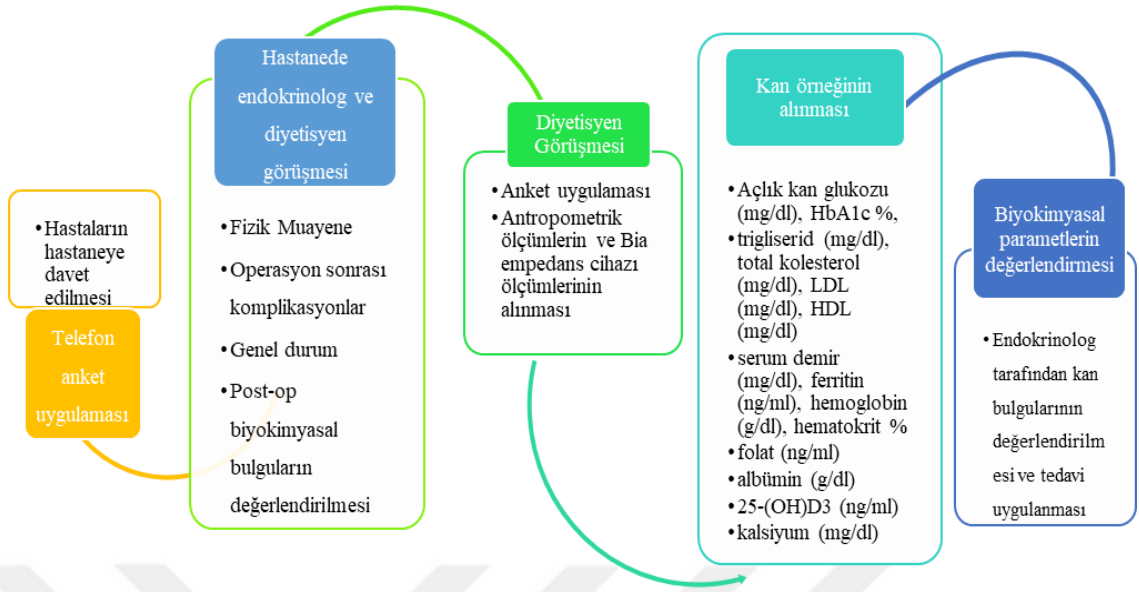 •Hastaların
hastaneye
davet
edilmesi
Telefon
anket
uygulaması
Hastanede
endokrinolog ve
diyetisyen
görüşmesi
•Fizik Muayene
•Operasyon sonrası
komplikasyonlar
•Genel durum
•Post-op
biyokimyasal
bulguların
değerlendirilmesi
Diyetisyen
Görüşmesi
•Anket uygulaması
•Antropometrik
ölçümlerin ve Bia
empedans cihazı
ölçümlerinin
alınması
Kan örneğinin
alınması
•Açlık kan glukozu
(mg/dl), HbA1c %,
•trigliserid (mg/dl),
total kolesterol
(mg/dl), LDL
(mg/dl), HDL
(mg/dl)
•serum demir
(mg/dl), ferritin
(ng/ml), hemoglobin
(g/dl), hematokrit %
•folat (ng/ml)
•albümin (g/dl)
•25-(OH)D3 (ng/ml)
•kalsiyum (mg/dl)
Biyokimyasal
parametlerin
değerlendirmesi
•Endokrinolog
tarafından kan
bulgularının
değerlendirilm
esi ve tedavi
uygulanması